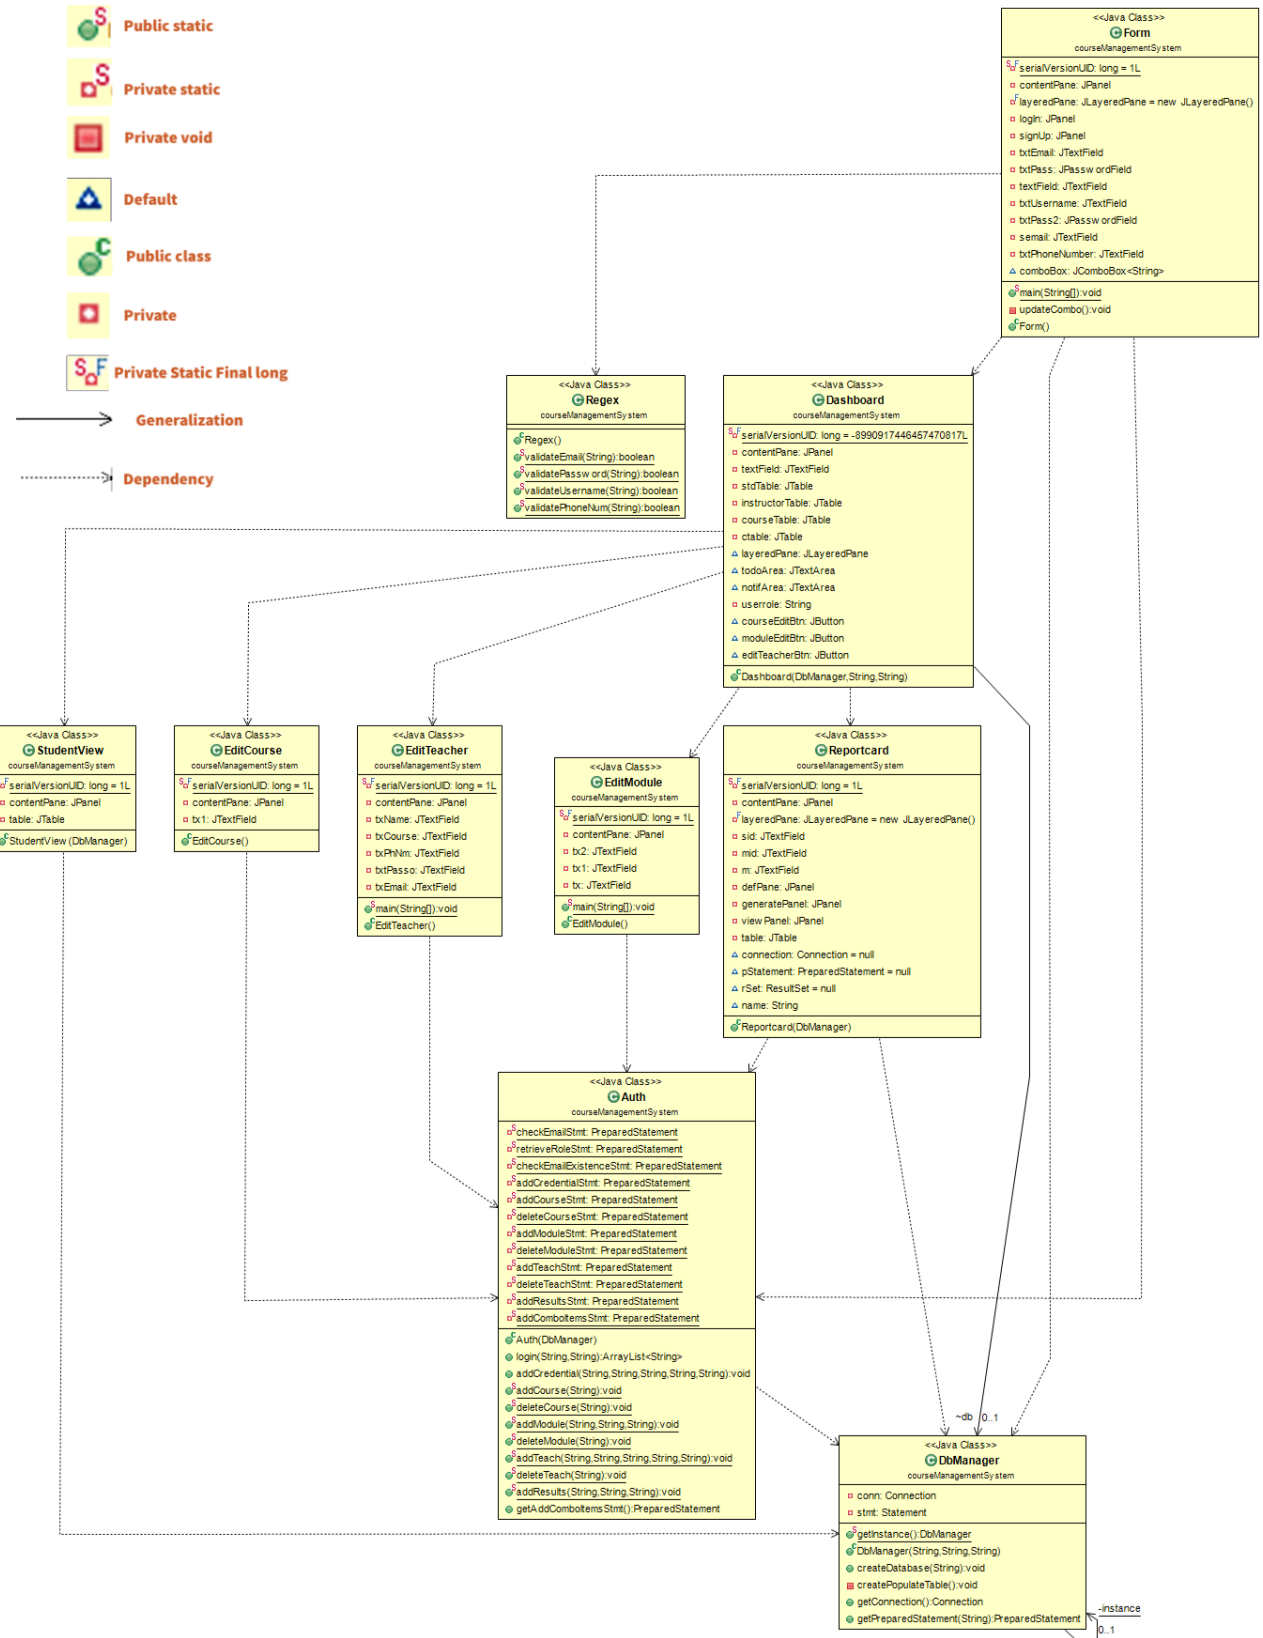 Public static
Private static
Private void
Default
Public class
Private
Private Static Final long
Generalization
Dependency
<<Java Class>>
Form
courseManagementSystem
serialVersionUID: long = 1L
contentPane: JPanel
layeredPane: JLayeredPane = new JLayeredPane()
login: JPanel
signUp: JPanel
txtEmail: JTextField
txtPass: JPasswordField
textField: JTextField
txtUsername: JTextField
txtPass2: JPasswordField
semail: JTextField
txtPhoneNumber: JTextField
comboBox: JComboBox<String>
main(String[]):void
updateCombo():void
Form()
<<Java Class>>
Regex
courseManagementSystem
Regex()
validateEmail(String):boolean
validatePassword(String):boolean
validateUsername(String):boolean
validatePhoneNum(String):boolean
<<Java Class>>
Dashboard
courseManagementSystem
serialVersionUID: long = -8990917446457470817L
contentPane: JPanel
textField: JTextField
stdTable: JTable
instructorTable: JTable
courseTable: JTable
ctable: JTable
layeredPane: JLayeredPane
todoArea: JTextArea
notifArea: JTextArea
userrole: String
courseEditBtn: JButton
moduleEditBtn: JButton
editTeacherBtn: JButton
Dashboard(DbManager,String,String)
<<Java Class>>
StudentView
courseManagementSystem
serialVersionUID: long = 1L
contentPane: JPanel
table: JTable
StudentView(DbManager)
<<Java Class>>
EditCourse
courseManagementSystem
serialVersionUID: long = 1L
contentPane: JPanel
tx1: JTextField
EditCourse()
<<Java Class>>
EditTeacher
courseManagementSystem
serialVersionUID: long = 1L
contentPane: JPanel
txName: JTextField
txCourse: JTextField
txPhNm: JTextField
txtPasso: JTextField
txEmail: JTextField
main(String[]):void
EditTeacher()
<<Java Class>>
EditModule
courseManagementSystem
serialVersionUID: long = 1L
contentPane: JPanel
tx2: JTextField
tx1: JTextField
tx: JTextField
main(String[]):void
EditModule()
<<Java Class>>
Reportcard
courseManagementSystem
serialVersionUID: long = 1L
contentPane: JPanel
layeredPane: JLayeredPane = new JLayeredPane()
sid: JTextField
mid: JTextField
m: JTextField
defPane: JPanel
generatePanel: JPanel
viewPanel: JPanel
table: JTable
connection: Connection = null
pStatement: PreparedStatement = null
rSet: ResultSet = null
name: String
Reportcard(DbManager)
<<Java Class>>
Auth
courseManagementSystem
checkEmailStmt: PreparedStatement
retrieveRoleStmt: PreparedStatement
checkEmailExistenceStmt: PreparedStatement
addCredentialStmt: PreparedStatement
addCourseStmt: PreparedStatement
deleteCourseStmt: PreparedStatement
addModuleStmt: PreparedStatement
deleteModuleStmt: PreparedStatement
addTeachStmt: PreparedStatement
deleteTeachStmt: PreparedStatement
addResultsStmt: PreparedStatement
addComboItemsStmt: PreparedStatement
Auth(DbManager)
login(String,String):ArrayList<String>
addCredential(String,String,String,String,String):void
addCourse(String):void
deleteCourse(String):void
addModule(String,String,String):void
deleteModule(String):void
addTeach(String,String,String,String,String):void
deleteTeach(String):void
addResults(String,String,String):void
getAddComboItemsStmt():PreparedStatement
~db
0..1
<<Java Class>>
DbManager
courseManagementSystem
conn: Connection
stmt: Statement
getInstance():DbManager
DbManager(String,String,String)
createDatabase(String):void
createPopulateTable():void
getConnection():Connection
getPreparedStatement(String):PreparedStatement
-instance
0..1